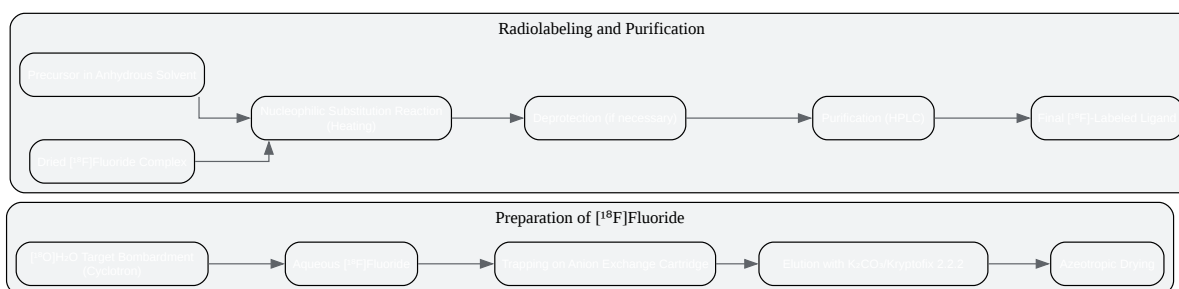 Radiolabeling and Purification
Precursor in Anhydrous Solvent
Nucleophilic Substitution Reaction
(Heating)
Deprotection (if necessary)
Purification (HPLC)
Final [¹⁸F]-Labeled Ligand
Dried [¹⁸F]Fluoride Complex
Preparation of [¹⁸F]Fluoride
[¹⁸O]H₂O Target Bombardment
(Cyclotron)
Aqueous [¹⁸F]Fluoride
Trapping on Anion Exchange Cartridge
Elution with K₂CO₃/Kryptofix 2.2.2
Azeotropic Drying